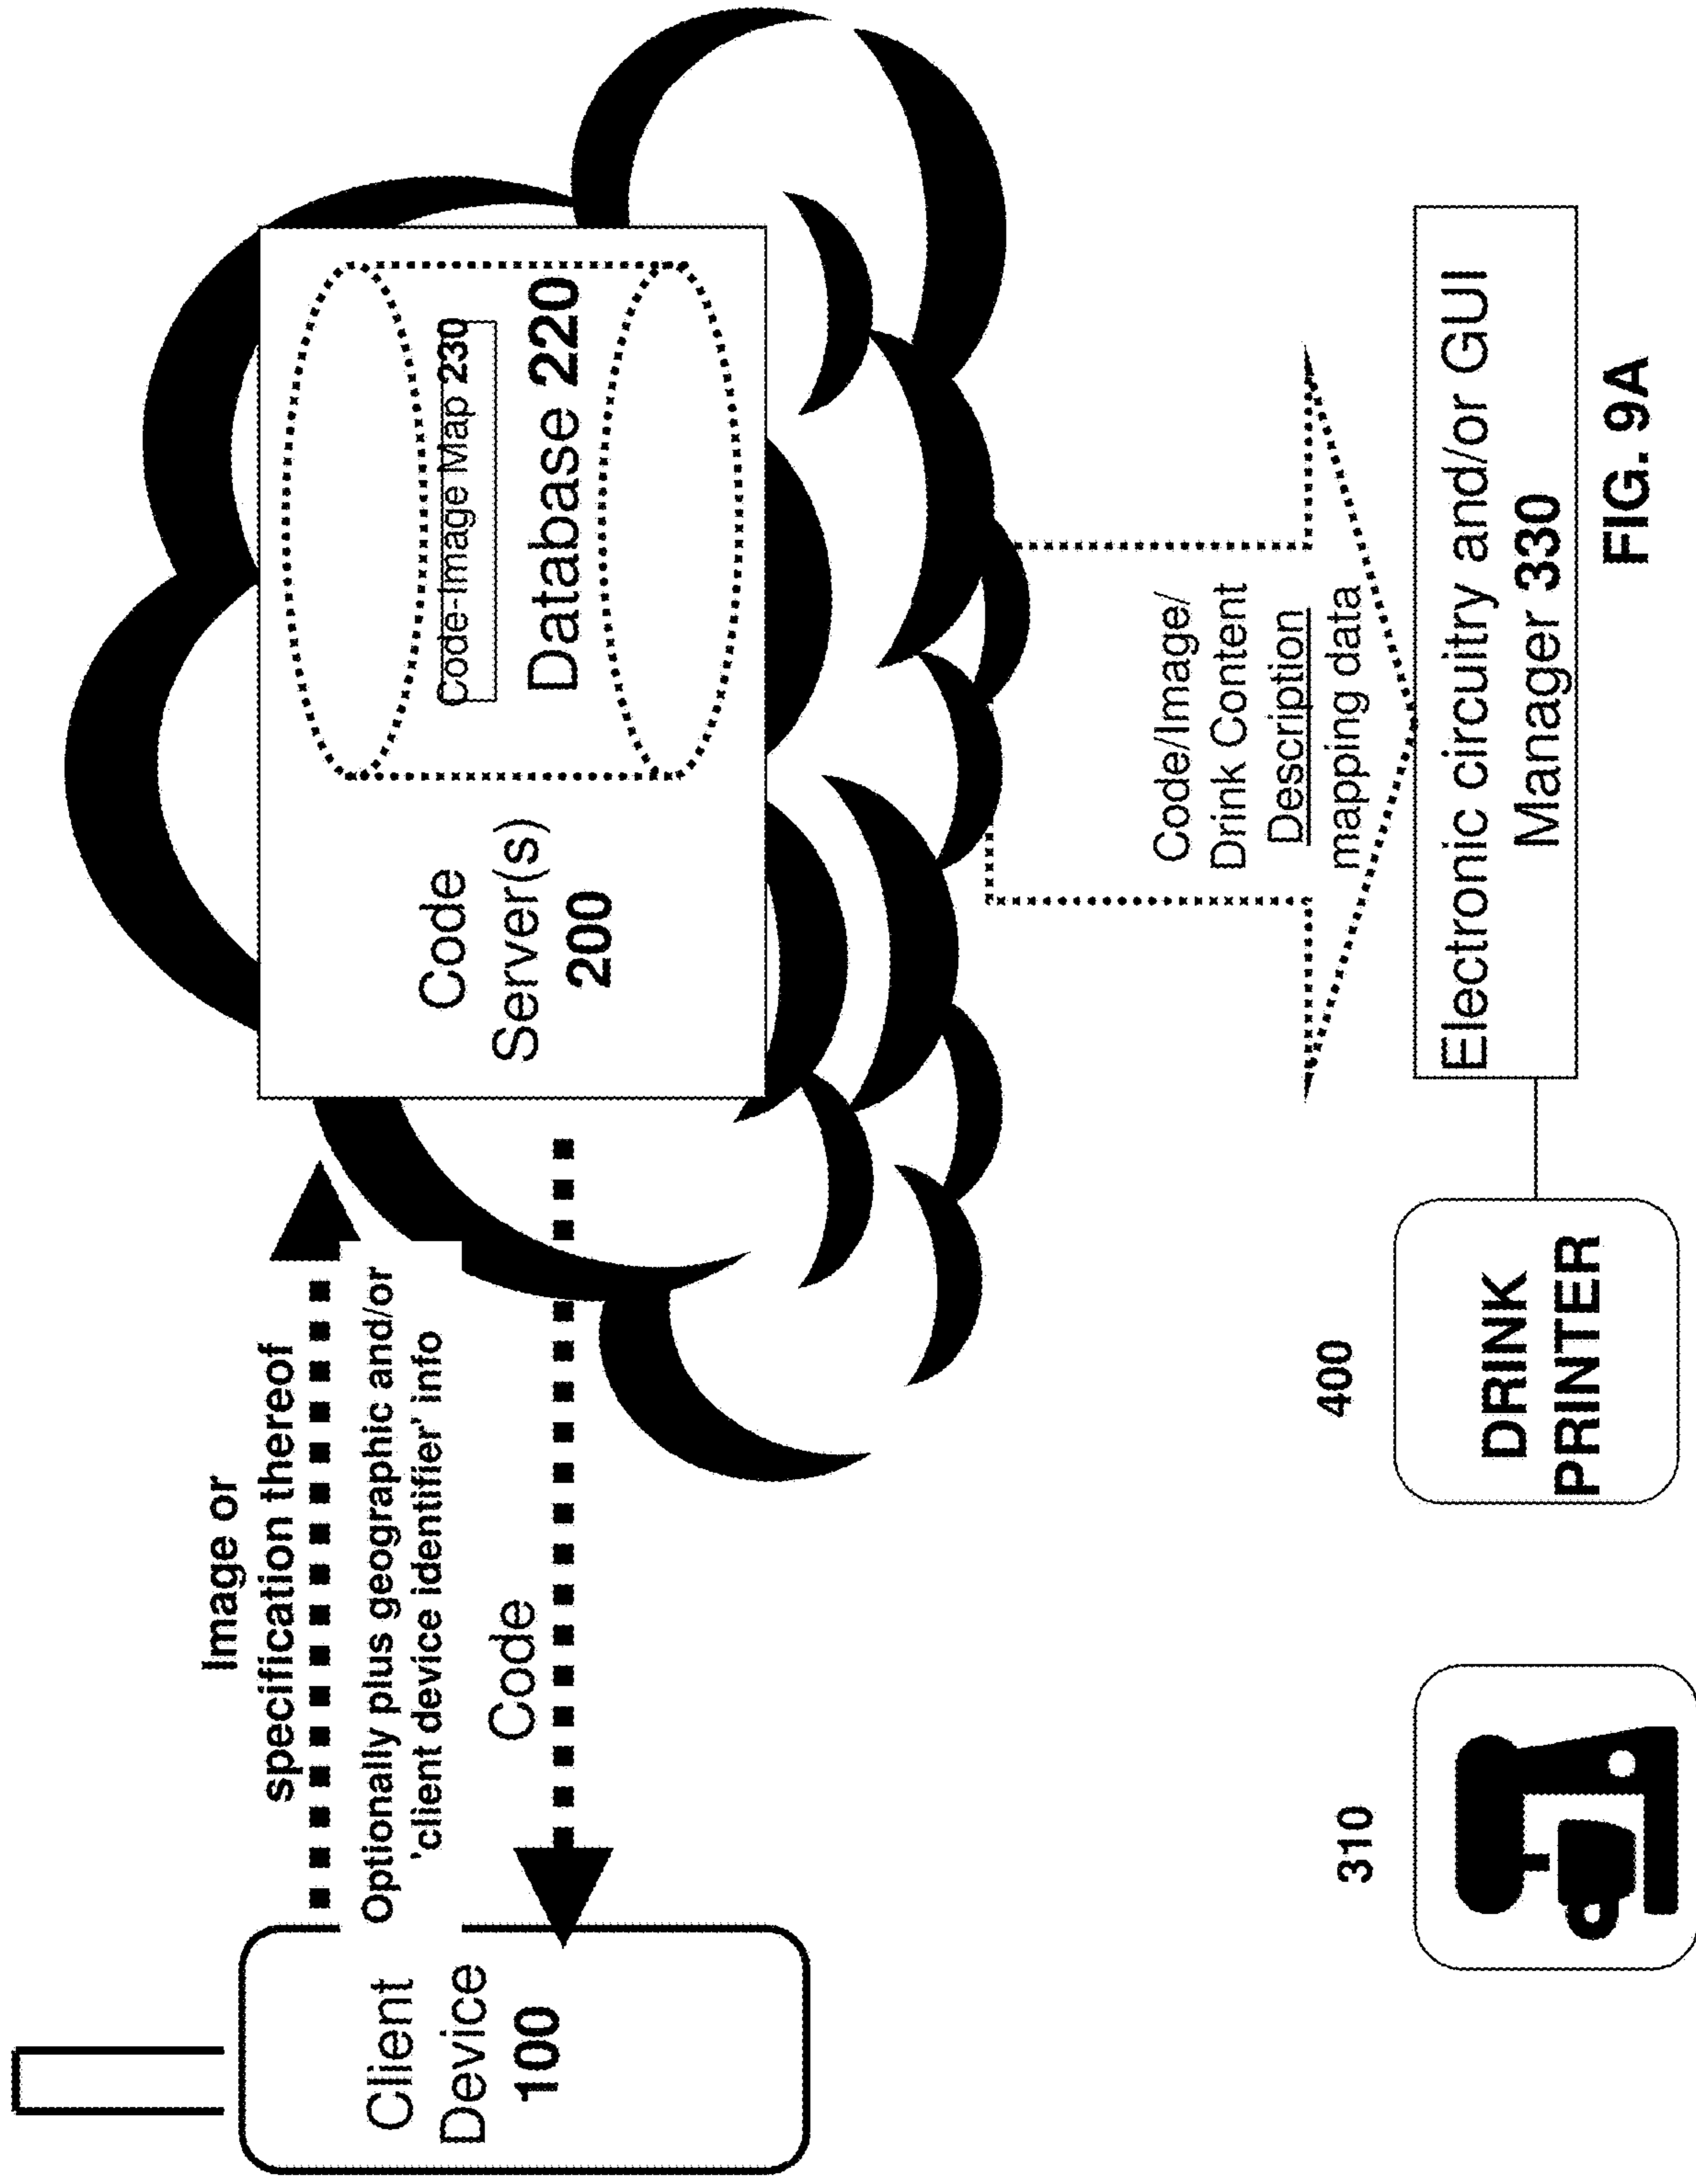 Image or
specification thereof
Optionally plus geographic and/or
'client device identifier' info
Code
Client
Device
100
Code
Server(s)
200
Code-Image Map 230
Database 220
Code/Image/
Drink Content
Description
mapping data
310
400
DRINK
PRINTER
Electronic circuitry and/or GUI
Manager 330
FIG. 9A